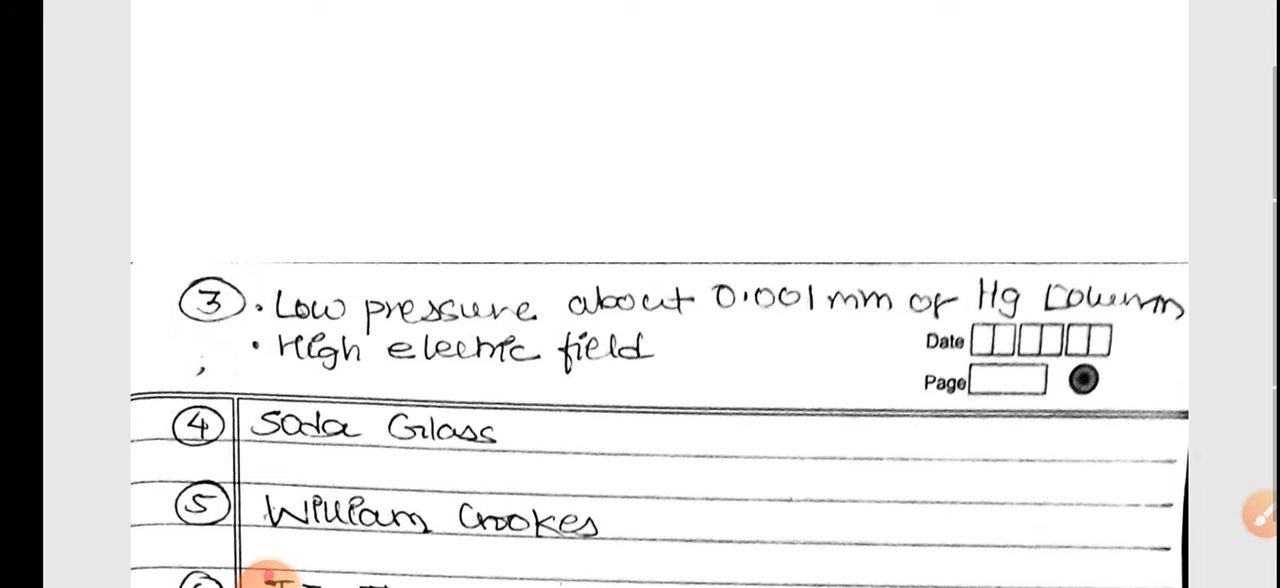 3 . Low pressure about 0.001 mm of Hg column
. High electric field
Date
Page
4 Soda Glass
5 William Crookes